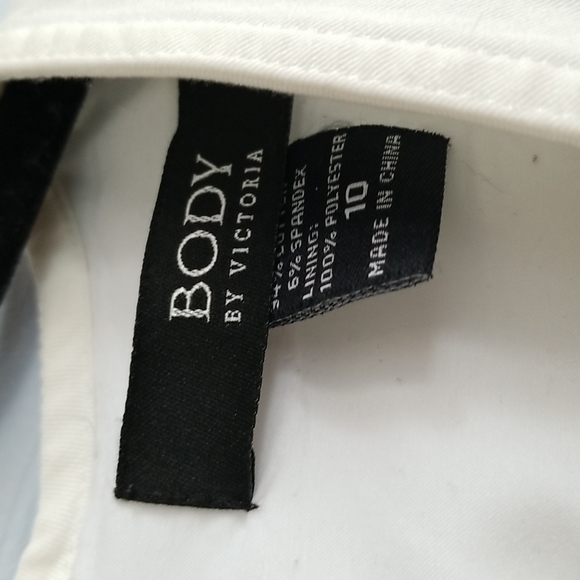 BODY
BY VICTORIA
6% SPANDEX
LINING:
100% POLYESTER
10
MADE IN CHINA